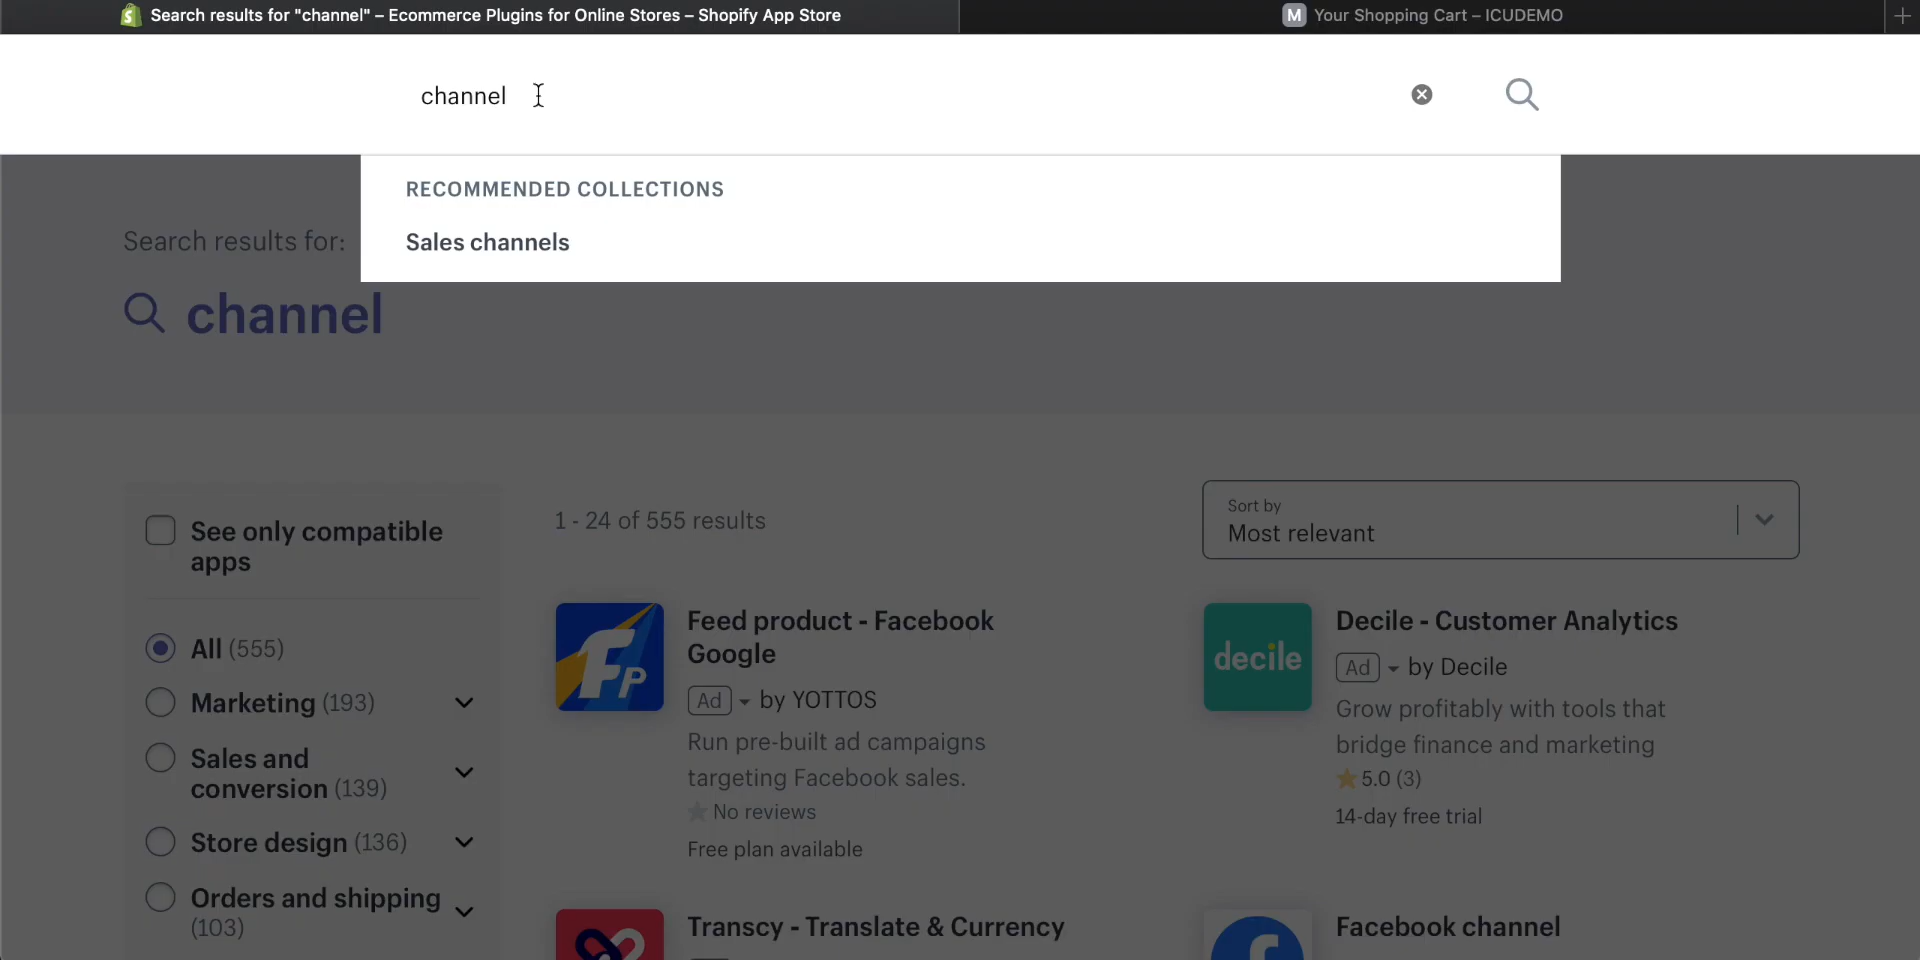 Search results for "channel" – Ecommerce Plugins for Online Stores – Shopify App Store
M Your Shopping Cart – ICUDEMO
channel
RECOMMENDED COLLECTIONS
Sales channels
Search results for:
channel
See only compatible
apps
All (555)
Marketing (193)
Sales and
conversion (139)
Store design (136)
Orders and shipping
(103)
1 - 24 of 555 results
Sort by
Most relevant
Feed product - Facebook
Google
Ad by YOTTOS
Run pre-built ad campaigns
targeting Facebook sales.
No reviews
Free plan available
decile
Decile - Customer Analytics
Ad by Decile
Grow profitably with tools that
bridge finance and marketing
5.0 (3)
14-day free trial
Transcy - Translate & Currency
Facebook channel